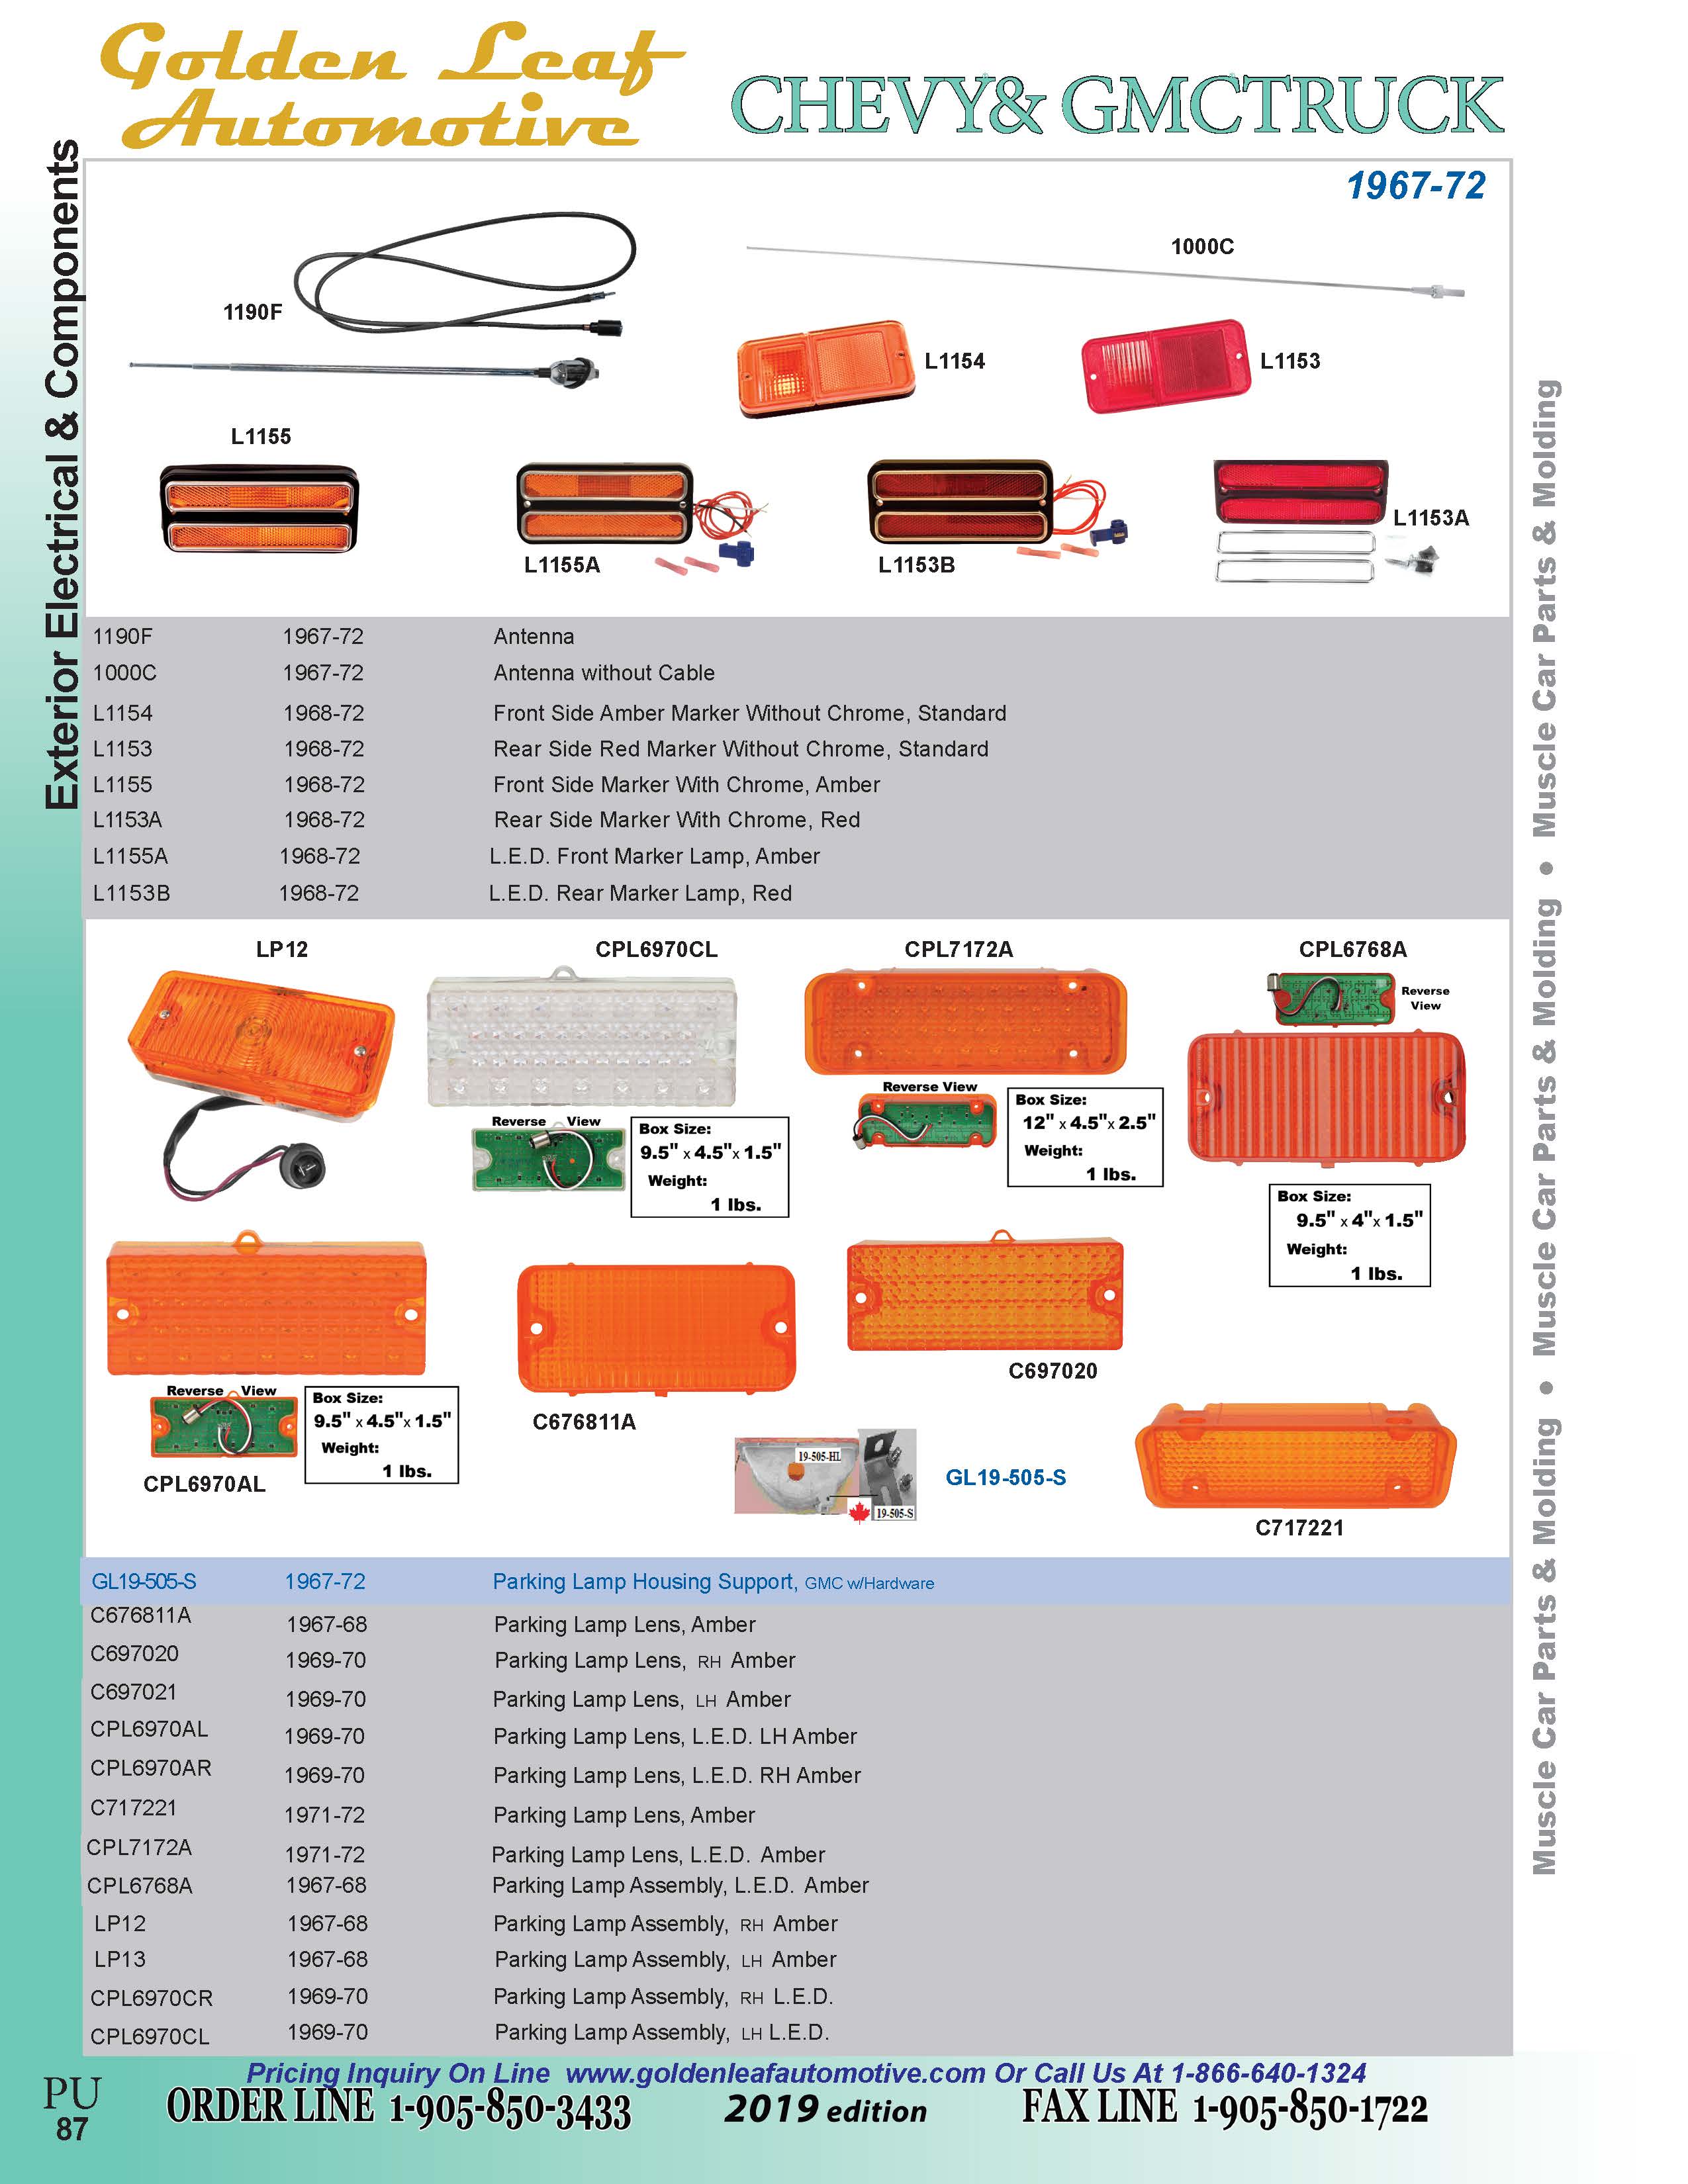 Golden Leaf
Automotive
CHEVY& GMCTRUCK
Exterior Electrical & Components
1967-72
1190F
1000C
L1154
L1153
L1155
L1155A
L1153B
L1153A
1190F 1967-72 Antenna
1000C 1967-72 Antenna without Cable
L1154 1968-72 Front Side Amber Marker Without Chrome, Standard
L1153 1968-72 Rear Side Red Marker Without Chrome, Standard
L1155 1968-72 Front Side Marker With Chrome, Amber
L1153A 1968-72 Rear Side Marker With Chrome, Red
L1155A 1968-72 L.E.D. Front Marker Lamp, Amber
L1153B 1968-72 L.E.D. Rear Marker Lamp, Red
LP12
CPL6970CL
Reverse View
Box Size:
9.5" x 4.5"x 1.5"
Weight:
1 lbs.
CPL7172A
Reverse View
Box Size:
12" x 4.5"x 2.5"
Weight:
1 lbs.
CPL6768A
Reverse
View
Box Size:
9.5" x 4"x 1.5"
Weight:
1 lbs.
Reverse View
Box Size:
9.5" x 4.5"x 1.5"
Weight:
1 lbs.
CPL6970AL
C676811A
C697020
19-505-HL
19-505-S
GL19-505-S
C717221
GL19-505-S 1967-72 Parking Lamp Housing Support, GMC w/Hardware
C676811A 1967-68 Parking Lamp Lens, Amber
C697020 1969-70 Parking Lamp Lens, RH Amber
C697021 1969-70 Parking Lamp Lens, LH Amber
CPL6970AL 1969-70 Parking Lamp Lens, L.E.D. LH Amber
CPL6970AR 1969-70 Parking Lamp Lens, L.E.D. RH Amber
C717221 1971-72 Parking Lamp Lens, Amber
CPL7172A 1971-72 Parking Lamp Lens, L.E.D. Amber
CPL6768A 1967-68 Parking Lamp Assembly, L.E.D. Amber
LP12 1967-68 Parking Lamp Assembly, RH Amber
LP13 1967-68 Parking Lamp Assembly, LH Amber
CPL6970CR 1969-70 Parking Lamp Assembly, RH L.E.D.
CPL6970CL 1969-70 Parking Lamp Assembly, LH L.E.D.
Muscle Car Parts & Molding • Muscle Car Parts & Molding • Muscle Car Parts & Molding
Pricing Inquiry On Line www.goldenleafautomotive.com Or Call Us At 1-866-640-1324
PU
87
ORDER LINE 1-905-850-3433
2019 edition
FAX LINE 1-905-850-1722